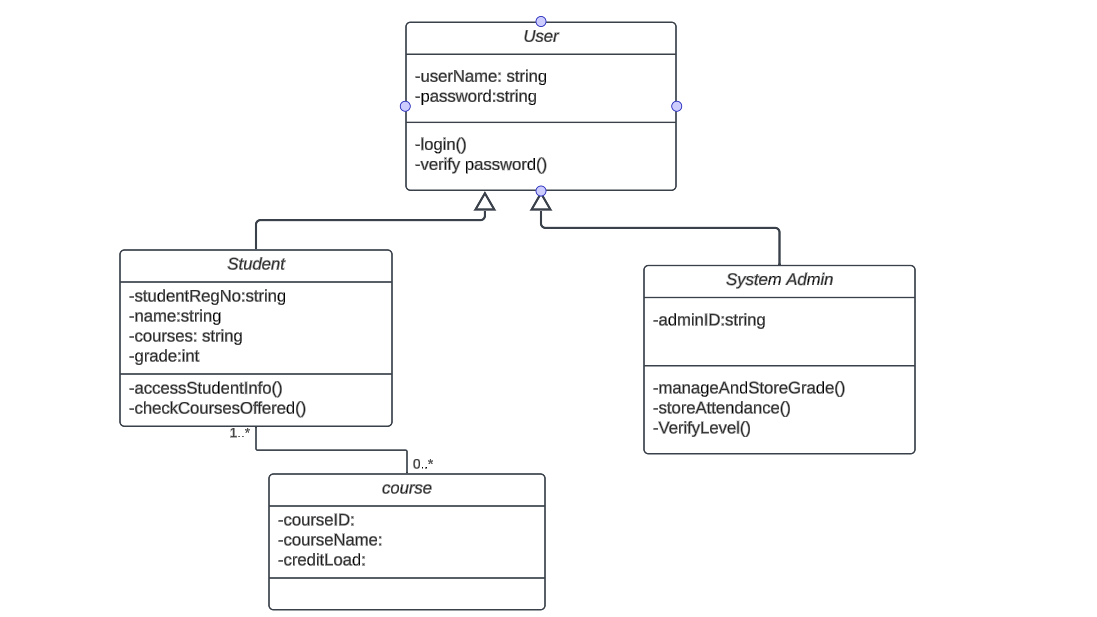 User
-userName: string
-password:string
-login()
-verify password()
Student
-studentRegNo:string
-name:string
-courses: string
-grade:int
-accessStudentInfo()
-checkCoursesOffered()
System Admin
-adminID:string
-manageAndStoreGrade()
-storeAttendance()
-VerifyLevel()
1..*
0..*
course
-courseID:
-courseName:
-creditLoad: